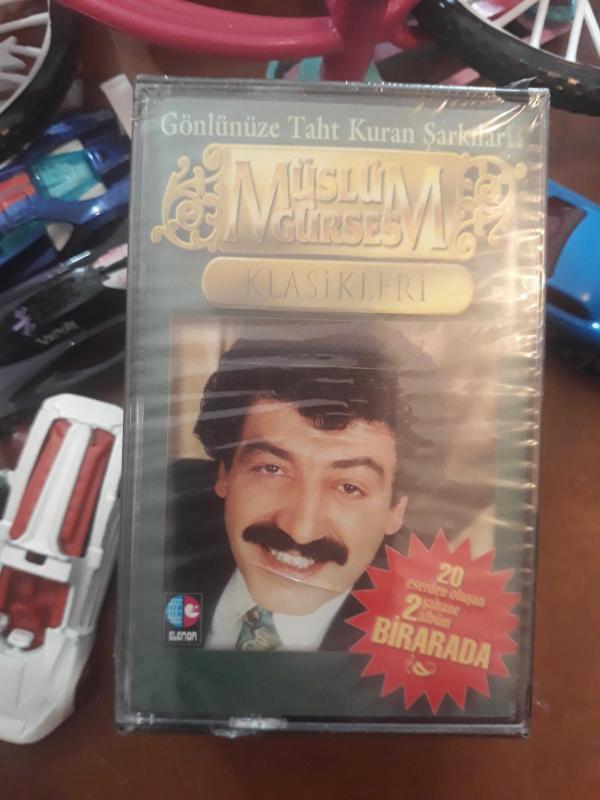 Gönlünüze Taht Kuran Şarkıları
MÜSLÜM
GÜRSES
KLASİKLERİ
20
eserden oluşan
2 şahane
albüm
BİRARADA
ELENOR